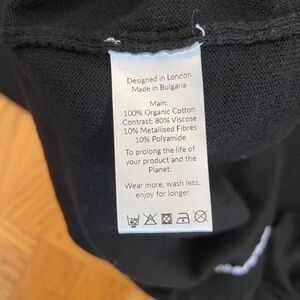 Designed in London
Made in Bulgaria
Main:
100% Organic Cotton
Contrast: 80% Viscose
10% Metallised Fibres
10% Polyamide
To prolong the life of
your product and the
Planet:
Wear more, wash less,
enjoy for longer